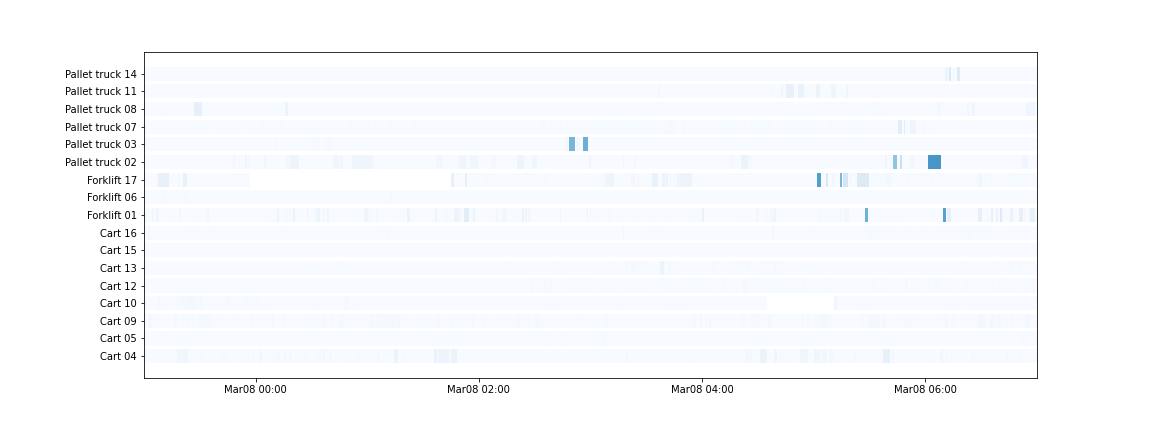 Pallet truck 14
Pallet truck 11
Pallet truck 08
Pallet truck 07
Pallet truck 03
Pallet truck 02
Forklift 17
Forklift 06
Forklift 01
Cart 16
Cart 15
Cart 13
Cart 12
Cart 10
Cart 09
Cart 05
Cart 04
Mar08 00:00 Mar08 02:00 Mar08 04:00 Mar08 06:00